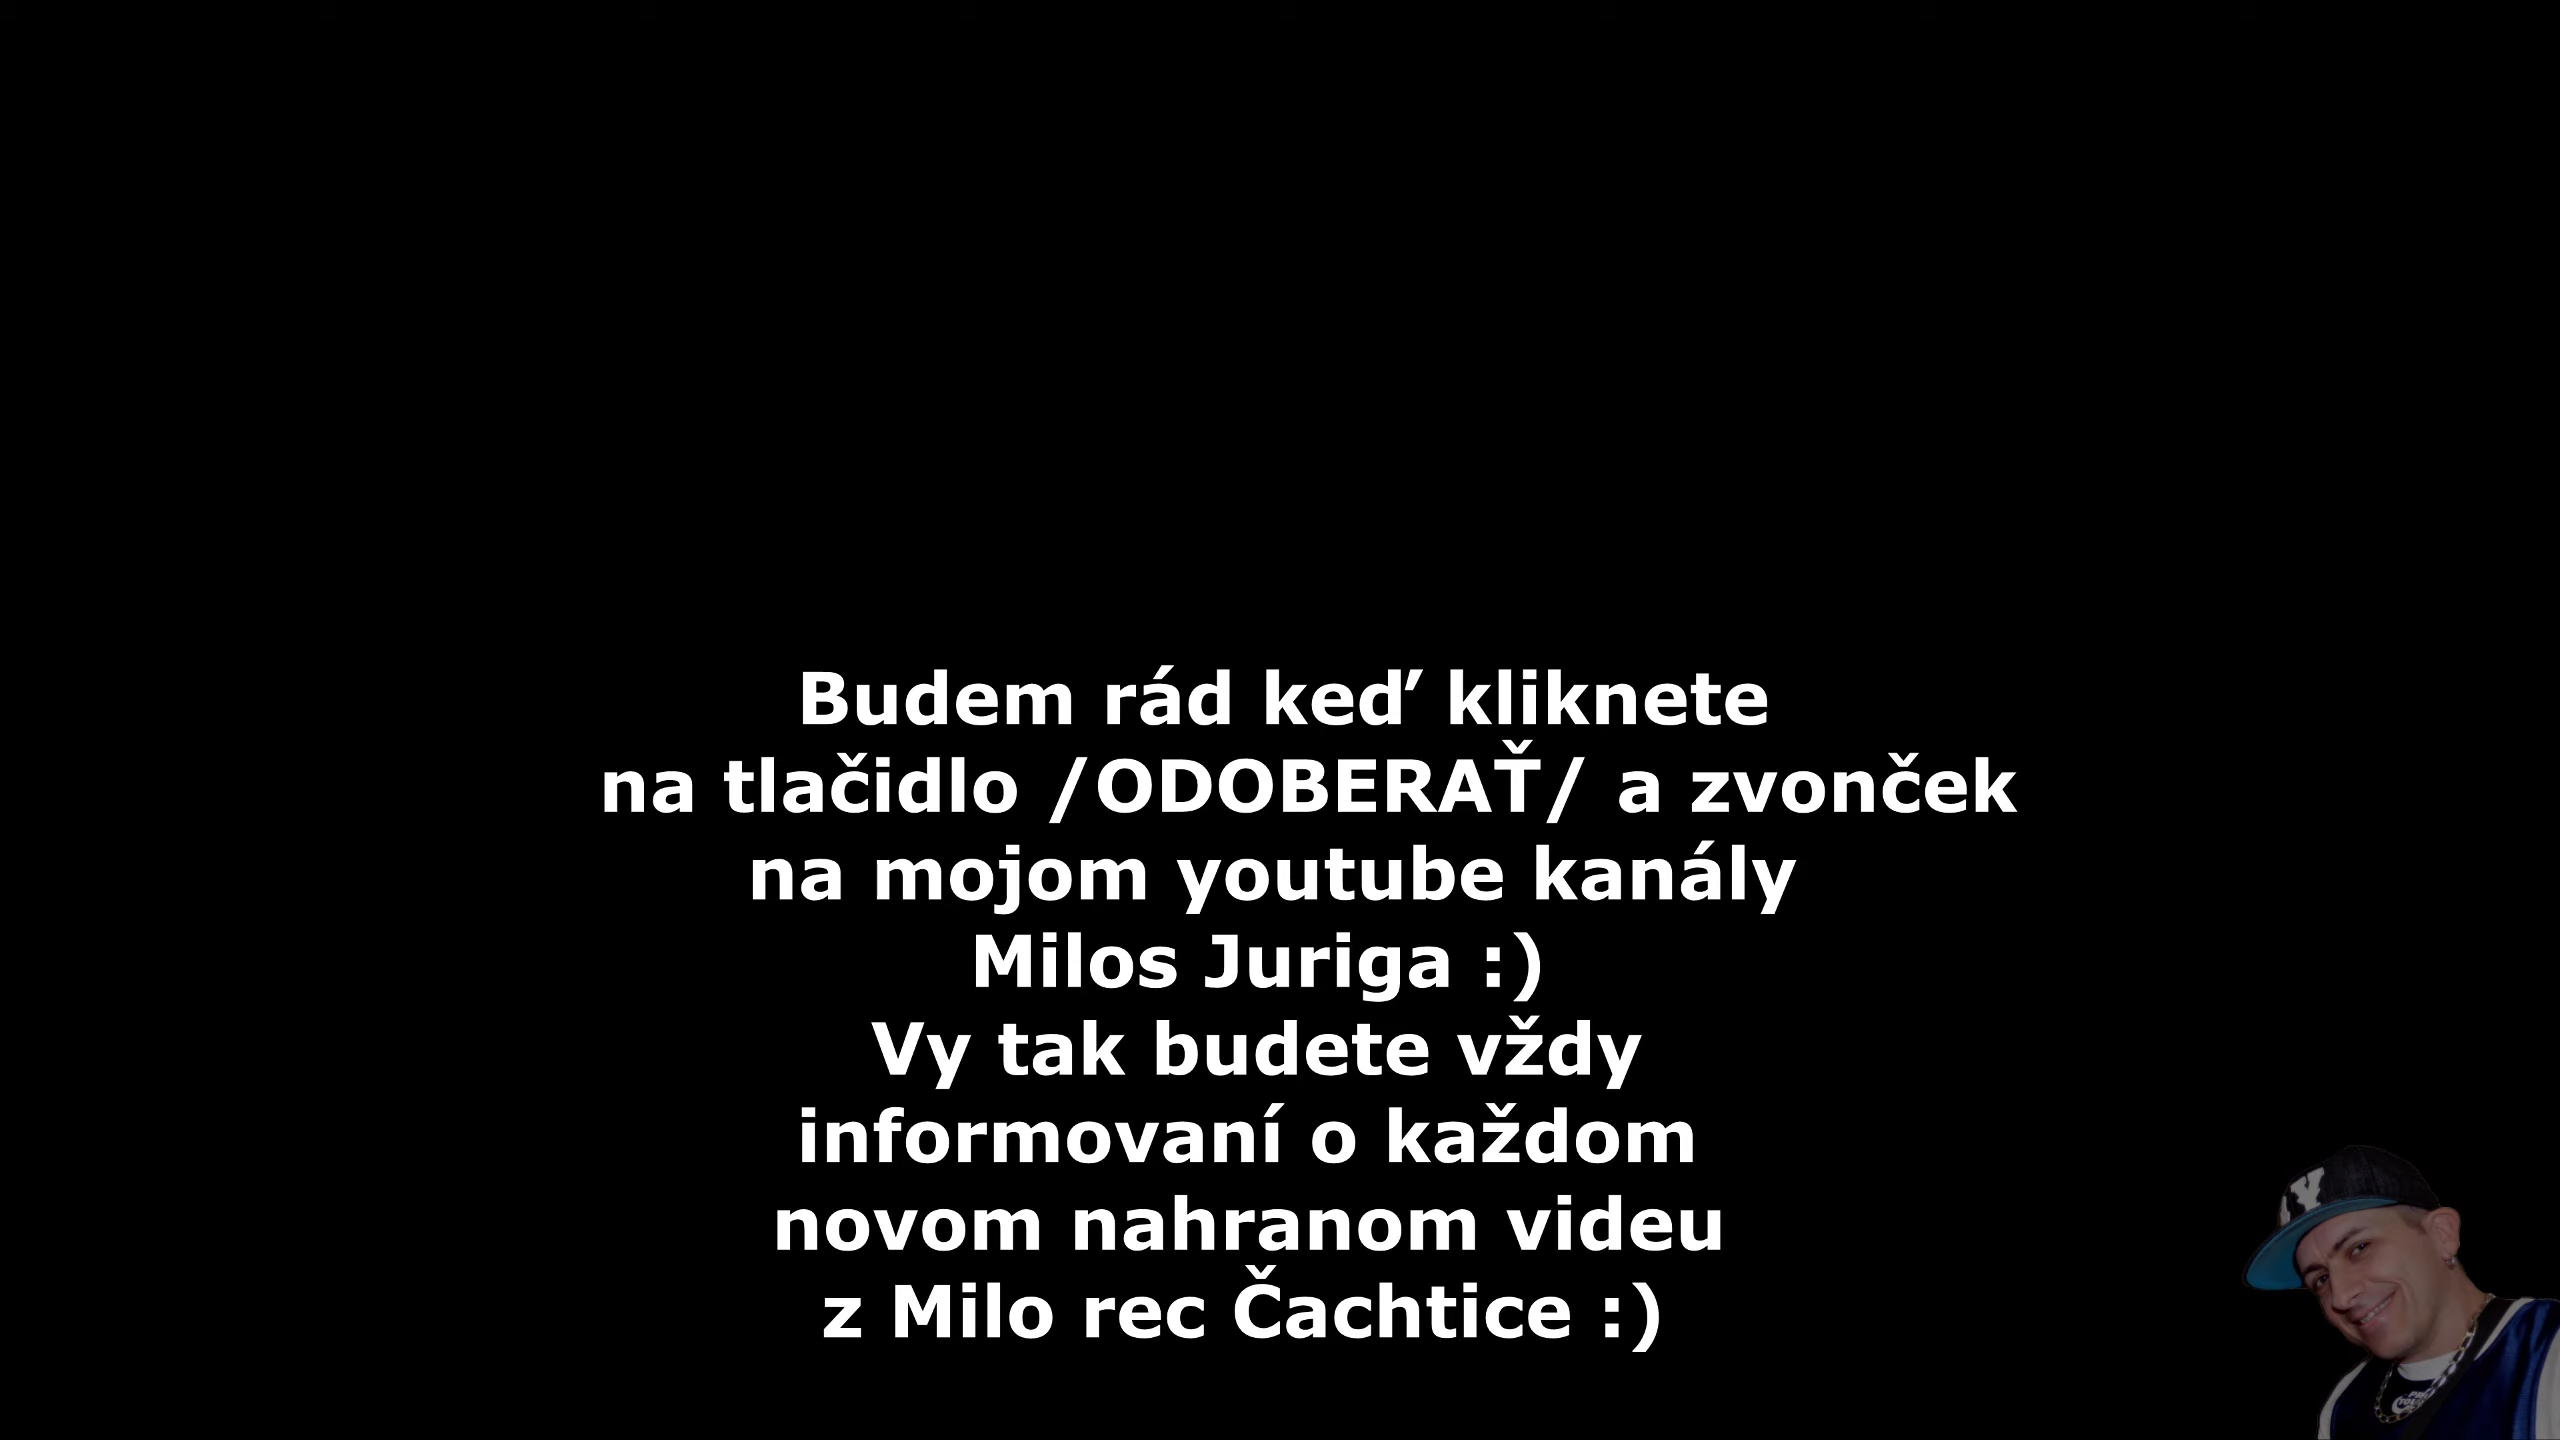 Budem rád keď kliknete
na tlačidlo /ODOBERAŤ/ a zvonček
na mojom youtube kanály
Milos Juriga :)
Vy tak budete vždy
informovaní o každom
novom nahranom videu
z Milo rec Čachtice :)